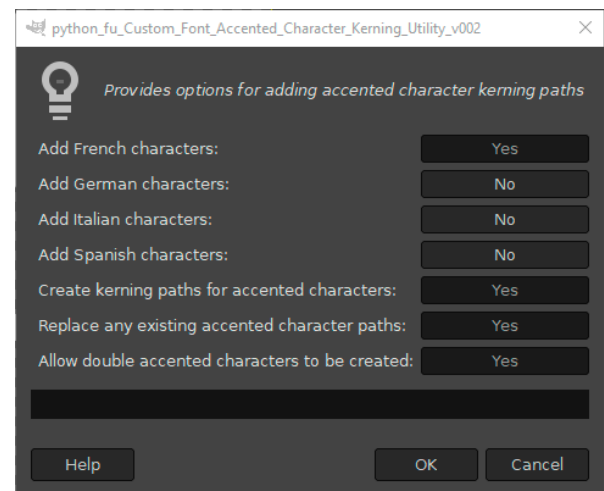 python_fu_Custom_Font_Accented_Character_Kerning_Utility_v002
Provides options for adding accented character kerning paths
Add French characters: Yes
Add German characters: No
Add Italian characters: No
Add Spanish characters: No
Create kerning paths for accented characters: Yes
Replace any existing accented character paths: Yes
Allow double accented characters to be created: Yes
Help OK Cancel